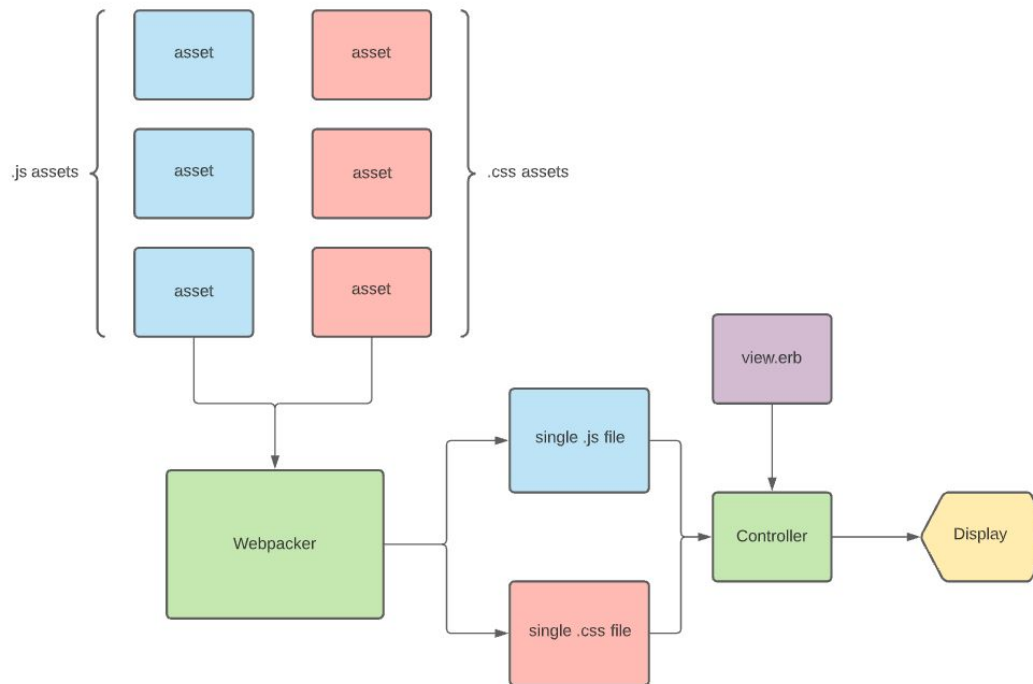 asset
asset
asset
asset
.js assets
.css assets
asset
asset
view.erb
single .js file
Webpacker
Controller
Display
single .css file